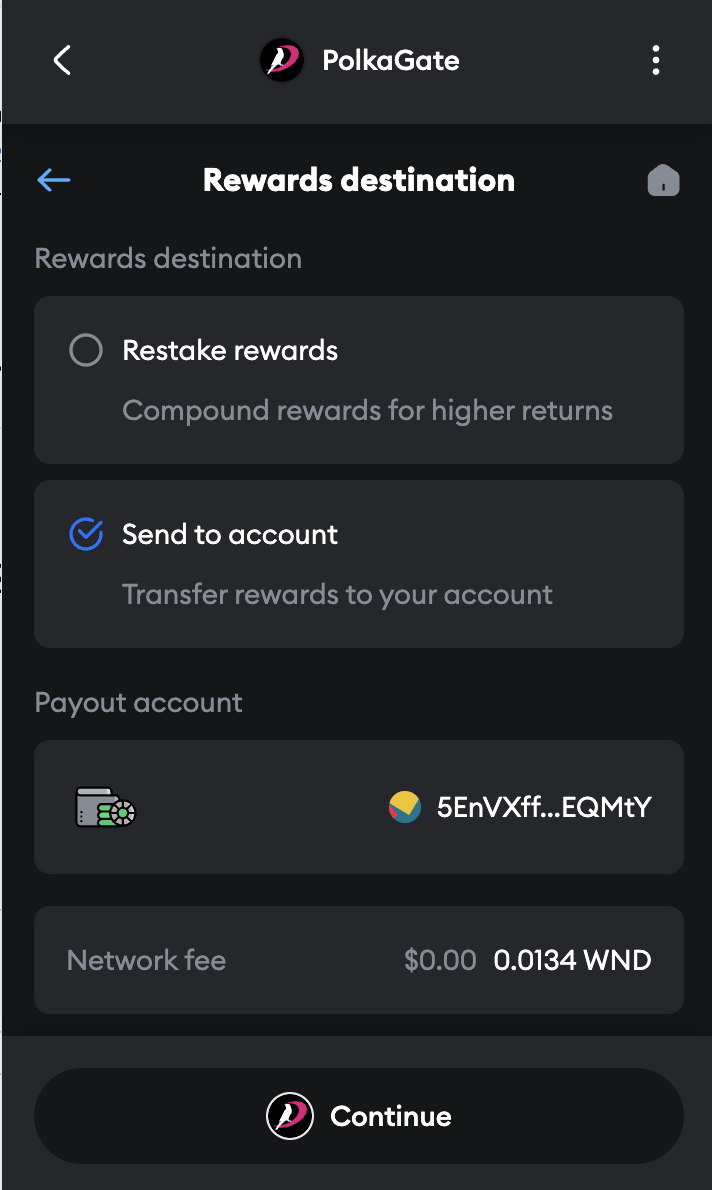 PolkaGate
Rewards destination
Rewards destination
Restake rewards
Compound rewards for higher returns
Send to account
Transfer rewards to your account
Payout account
5EnVXff...EQMtY
Network fee $0.00 0.0134 WND
Continue